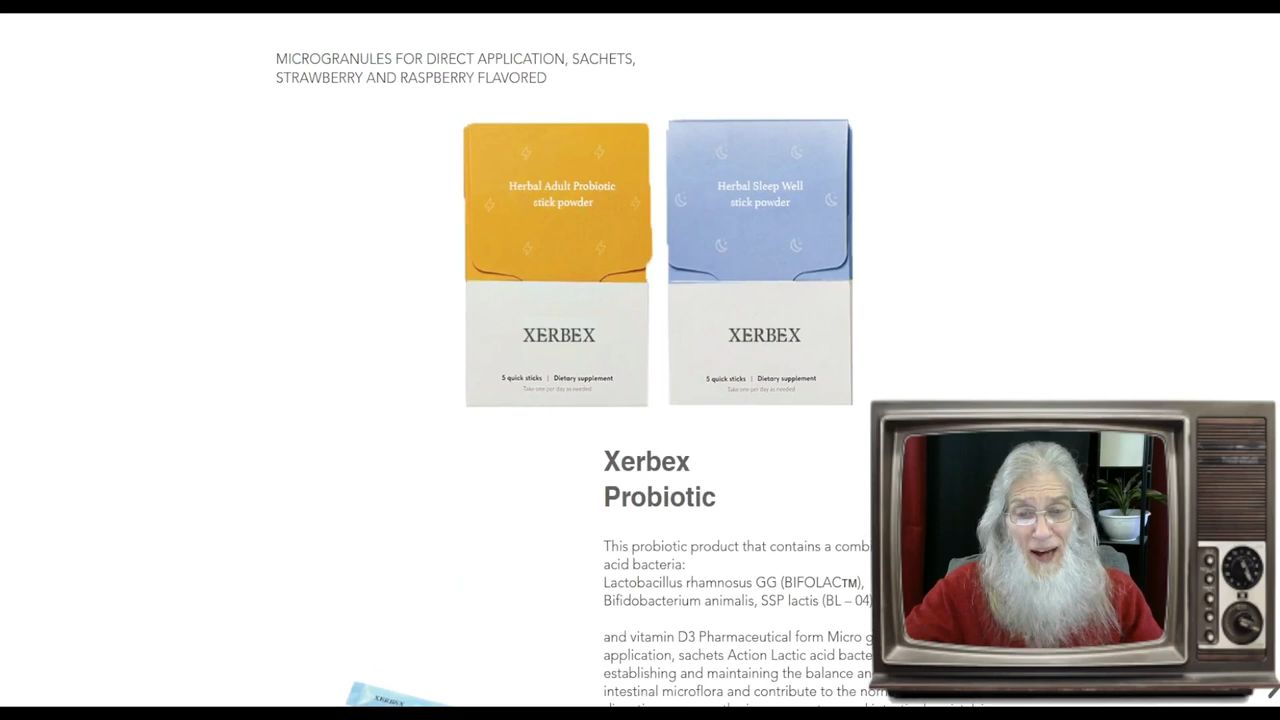 MICROGRANULES FOR DIRECT APPLICATION, SACHETS,
STRAWBERRY AND RASPBERRY FLAVORED
Herbal Adult Probiotic
stick powder
XERBEX
5 quick sticks | Dietary supplement
Take one per day as needed
Herbal Sleep Well
stick powder
XERBEX
5 quick sticks | Dietary supplement
Take one per day as needed
Xerbex
Probiotic
This probiotic product that contains a combi
acid bacteria:
Lactobacillus rhamnosus GG (BIFOLAC™),
Bifidobacterium animalis, SSP lactis (BL – 04)
and vitamin D3 Pharmaceutical form Micro g
application, sachets Action Lactic acid bacte
establishing and maintaining the balance an
intestinal microflora and contribute to the norm
XERBEX